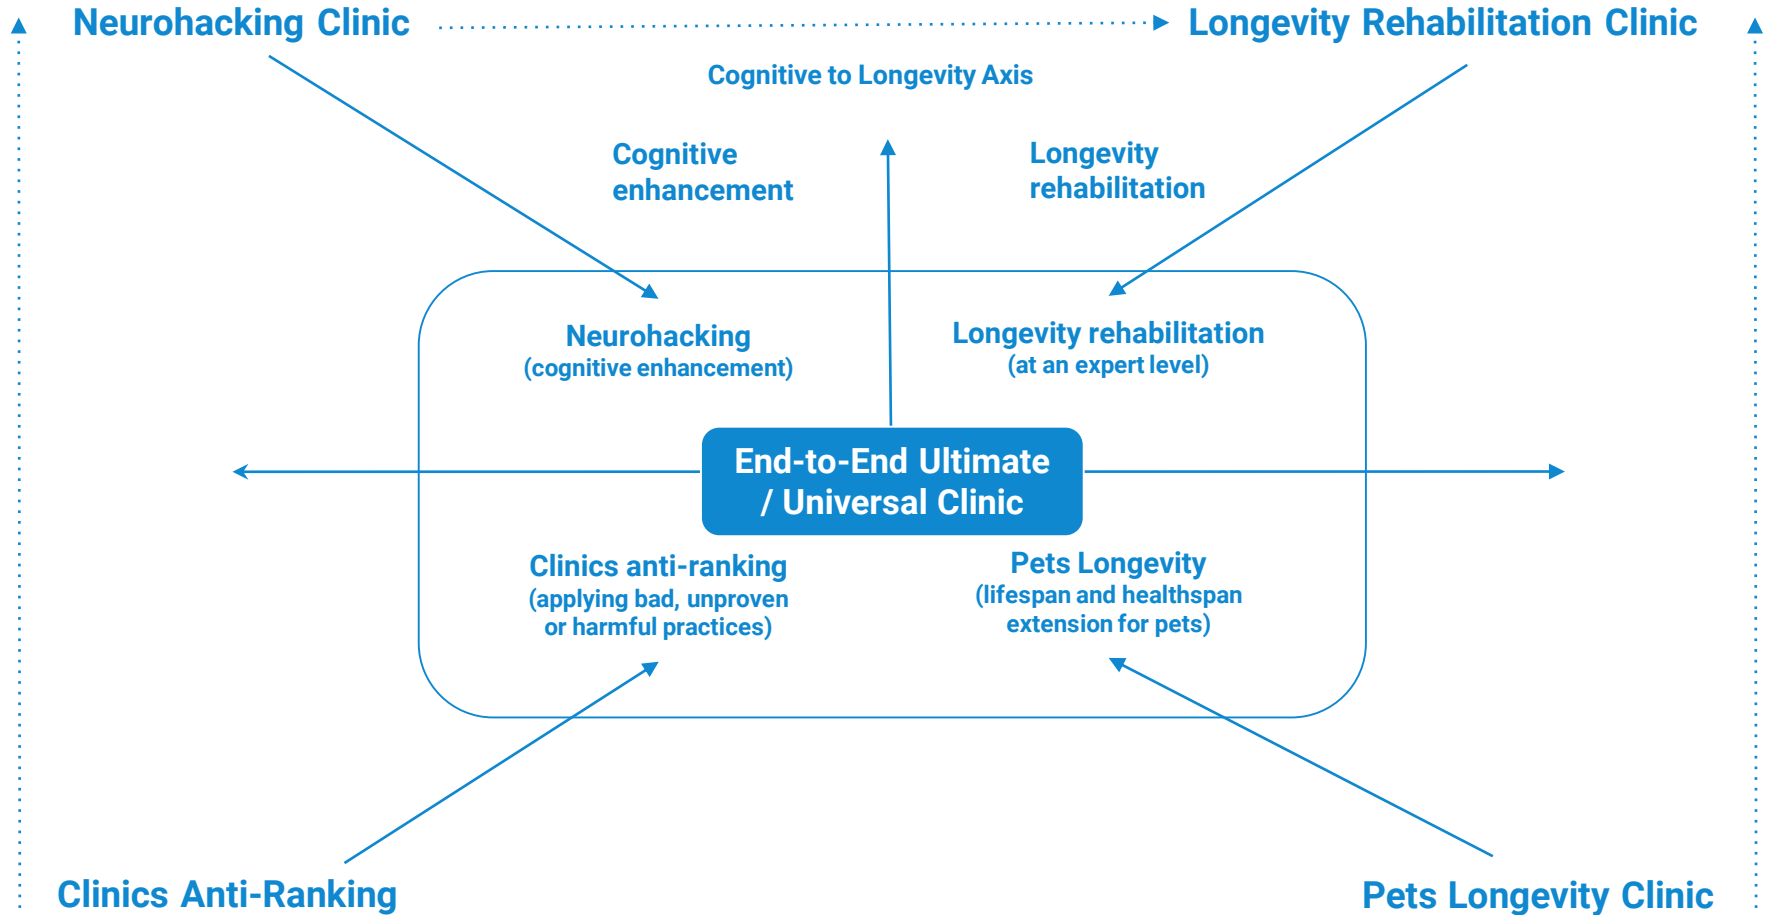 Neurohacking Clinic
Longevity Rehabilitation Clinic
Cognitive to Longevity Axis
Cognitive
enhancement
Longevity
rehabilitation
Neurohacking
(cognitive enhancement)
Longevity rehabilitation
(at an expert level)
End-to-End Ultimate
/ Universal Clinic
Clinics anti-ranking
(applying bad, unproven
or harmful practices)
Pets Longevity
(lifespan and healthspan
extension for pets)
Clinics Anti-Ranking
Pets Longevity Clinic